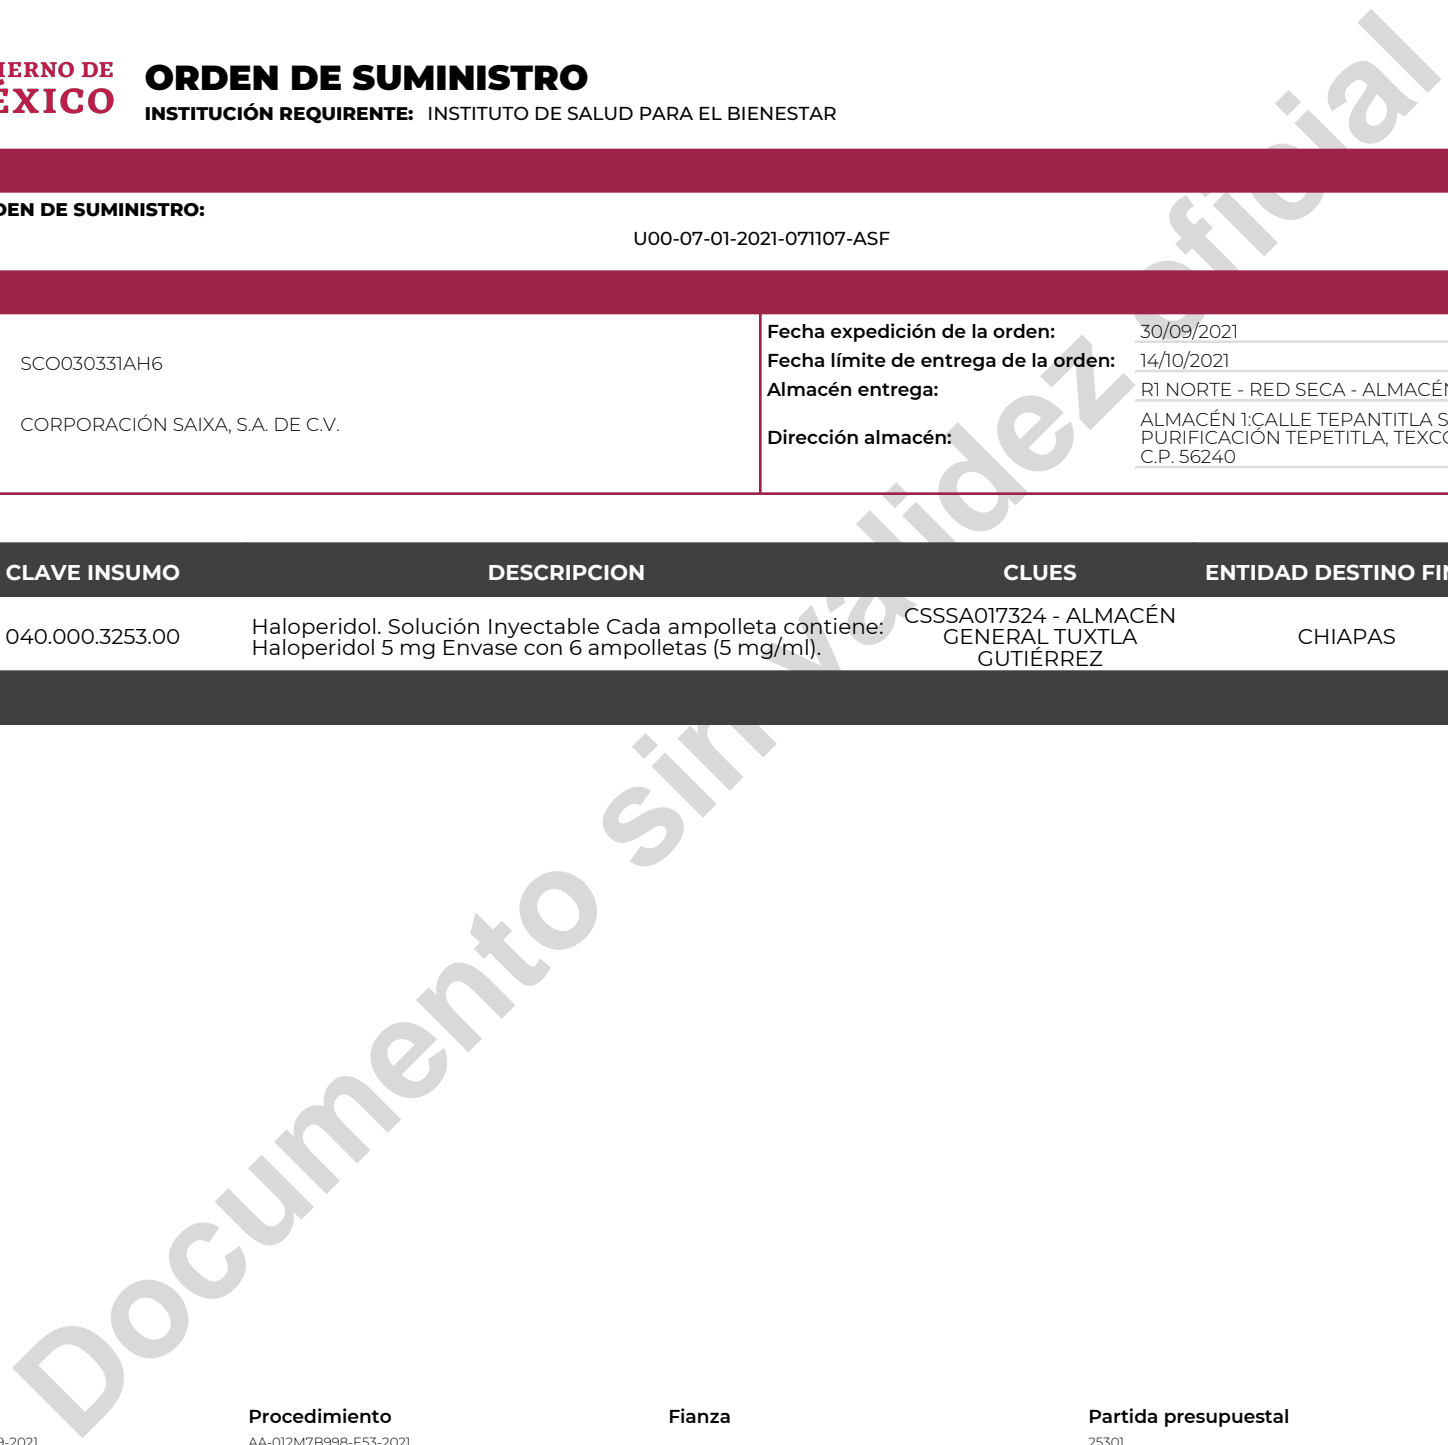 ORDEN DE SUMINISTRO
INSTITUCIÓN REQUIRENTE: INSTITUTO DE SALUD PARA EL BIENESTAR
DE
DE SUMINISTRO:
U00-07-01-2021-071107-ASF
SCO030331AH6
CORPORACIÓN SAIXA, S.A. DE C.V.
Fecha expedición de la orden: 30/09/2021
Fecha límite de entrega de la orden: 14/10/2021
Almacén entrega: R1 NORTE - RED SECA - ALMACÉN
Dirección almacén:
ALMACÉN 1:CALLE TEPANTITLA
PURIFICACIÓN TEPETITLA,
C.P. 56240
CLAVE INSUMO DESCRIPCION CLUES ENTIDAD DESTINO
040.000.3253.00
Haloperidol. Solución Inyectable Cada ampolleta contiene:
Haloperidol 5 mg Envase con 6 ampolletas (5 mg/ml).
CSSSA017324 - ALMACÉN
GENERAL TUXTLA
GUTIÉRREZ
CHIAPAS
Documento sin validez oficial
Procedimiento Fianza Partida presupuestal
AA-012M7B998-E53-2021
25301